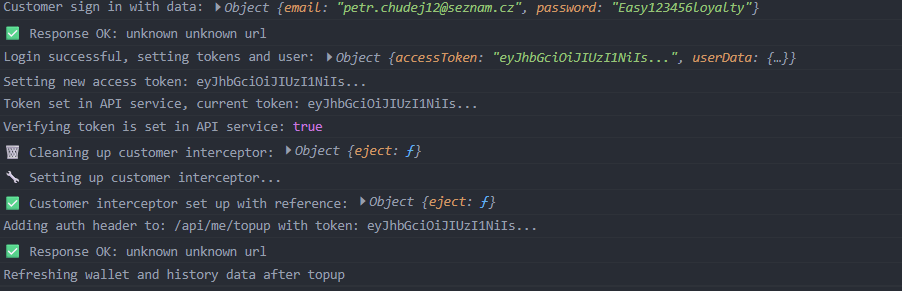 Customer sign in with data: ▶Object {email: "petr.chudej12@seznam.cz", password: "Easy123456loyalty"}
✅ Response OK: unknown unknown url
Login successful, setting tokens and user: ▶Object {accessToken: "eyJhbGciOiJIUzI1NiIs...", userData: {…}}
Setting new access token: eyJhbGciOiJIUzI1NiIs...
Token set in API service, current token: eyJhbGciOiJIUzI1NiIs...
Verifying token is set in API service: true
🗑️ Cleaning up customer interceptor: ▶Object {eject: ƒ}
🔧 Setting up customer interceptor...
✅ Customer interceptor set up with reference: ▶Object {eject: ƒ}
Adding auth header to: /api/me/topup with token: eyJhbGciOiJIUzI1NiIs...
✅ Response OK: unknown unknown url
Refreshing wallet and history data after topup